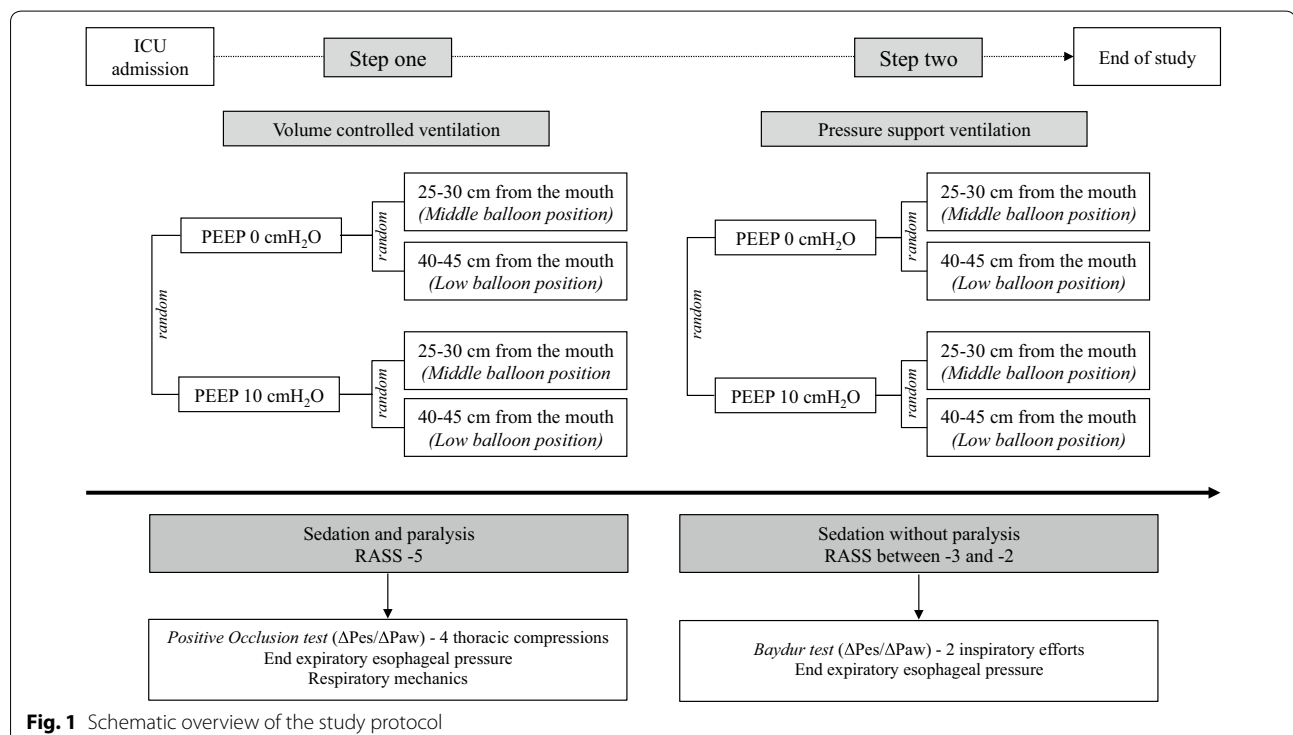 ICU
admission
Step one
Step two
End of study
Volume controlled ventilation
random
PEEP 0 cmH₂O
random
25-30 cm from the mouth
(Middle balloon position)
40-45 cm from the mouth
(Low balloon position)
PEEP 10 cmH₂O
random
25-30 cm from the mouth
(Middle balloon position
40-45 cm from the mouth
(Low balloon position)
Pressure support ventilation
random
PEEP 0 cmH₂O
random
25-30 cm from the mouth
(Middle balloon position)
40-45 cm from the mouth
(Low balloon position)
PEEP 10 cmH₂O
random
25-30 cm from the mouth
(Middle balloon position)
40-45 cm from the mouth
(Low balloon position)
Sedation and paralysis
RASS -5
Positive Occlusion test (ΔPes/ΔPaw) - 4 thoracic compressions
End expiratory esophageal pressure
Respiratory mechanics
Sedation without paralysis
RASS between -3 and -2
Baydur test (ΔPes/ΔPaw) - 2 inspiratory efforts
End expiratory esophageal pressure
Fig. 1 Schematic overview of the study protocol